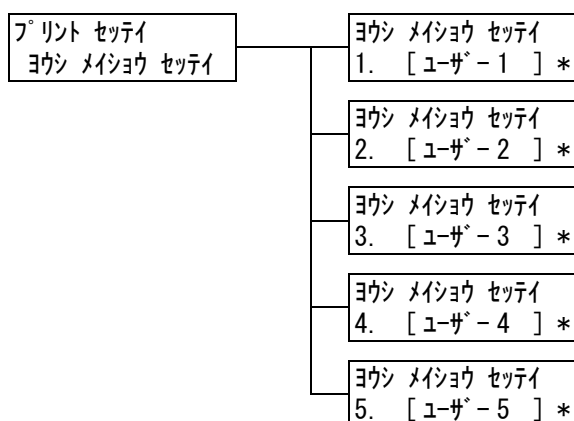 ﾌﾟﾘﾝﾄ ｾｯﾃｲ
ﾖｳｼ ﾒｲｼｮｳ ｾｯﾃｲ
ﾖｳｼ ﾒｲｼｮｳ ｾｯﾃｲ
1. [ﾕｰｻﾞｰ1 ] *
ﾖｳｼ ﾒｲｼｮｳ ｾｯﾃｲ
2. [ﾕｰｻﾞｰ2 ] *
ﾖｳｼ ﾒｲｼｮｳ ｾｯﾃｲ
3. [ﾕｰｻﾞｰ3 ] *
ﾖｳｼ ﾒｲｼｮｳ ｾｯﾃｲ
4. [ﾕｰｻﾞｰ4 ] *
ﾖｳｼ ﾒｲｼｮｳ ｾｯﾃｲ
5. [ﾕｰｻﾞｰ5 ] *